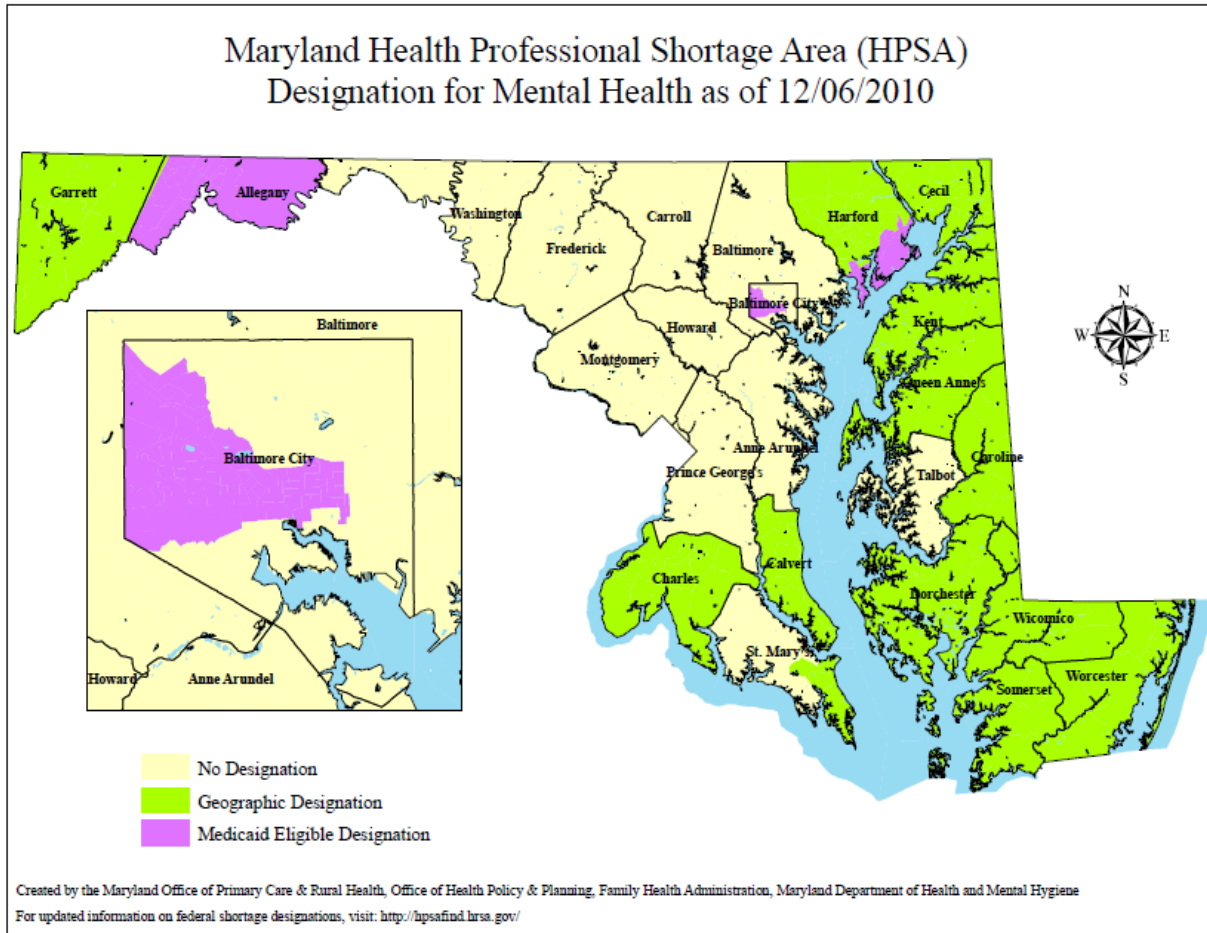 Maryland Health Professional Shortage Area (HPSA)
Designation for Mental Health as of 12/06/2010
Garrett
Allegany
Washington
Frederick
Carroll
Baltimore
Harford
Cecil
Baltimore City
Howard
Montgomery
Kent
Queen Anne's
Anne Arundel
Prince George's
Talbot
Caroline
Charles
Calvert
Dorchester
St. Mary's
Wicomico
Somerset
Worcester
N
W
E
S
Baltimore
Baltimore City
Howard
Anne Arundel
No Designation
Geographic Designation
Medicaid Eligible Designation
Created by the Maryland Office of Primary Care & Rural Health, Office of Health Policy & Planning, Family Health Administration, Maryland Department of Health and Mental Hygiene
For updated information on federal shortage designations, visit: http://hpsafind.hrsa.gov/